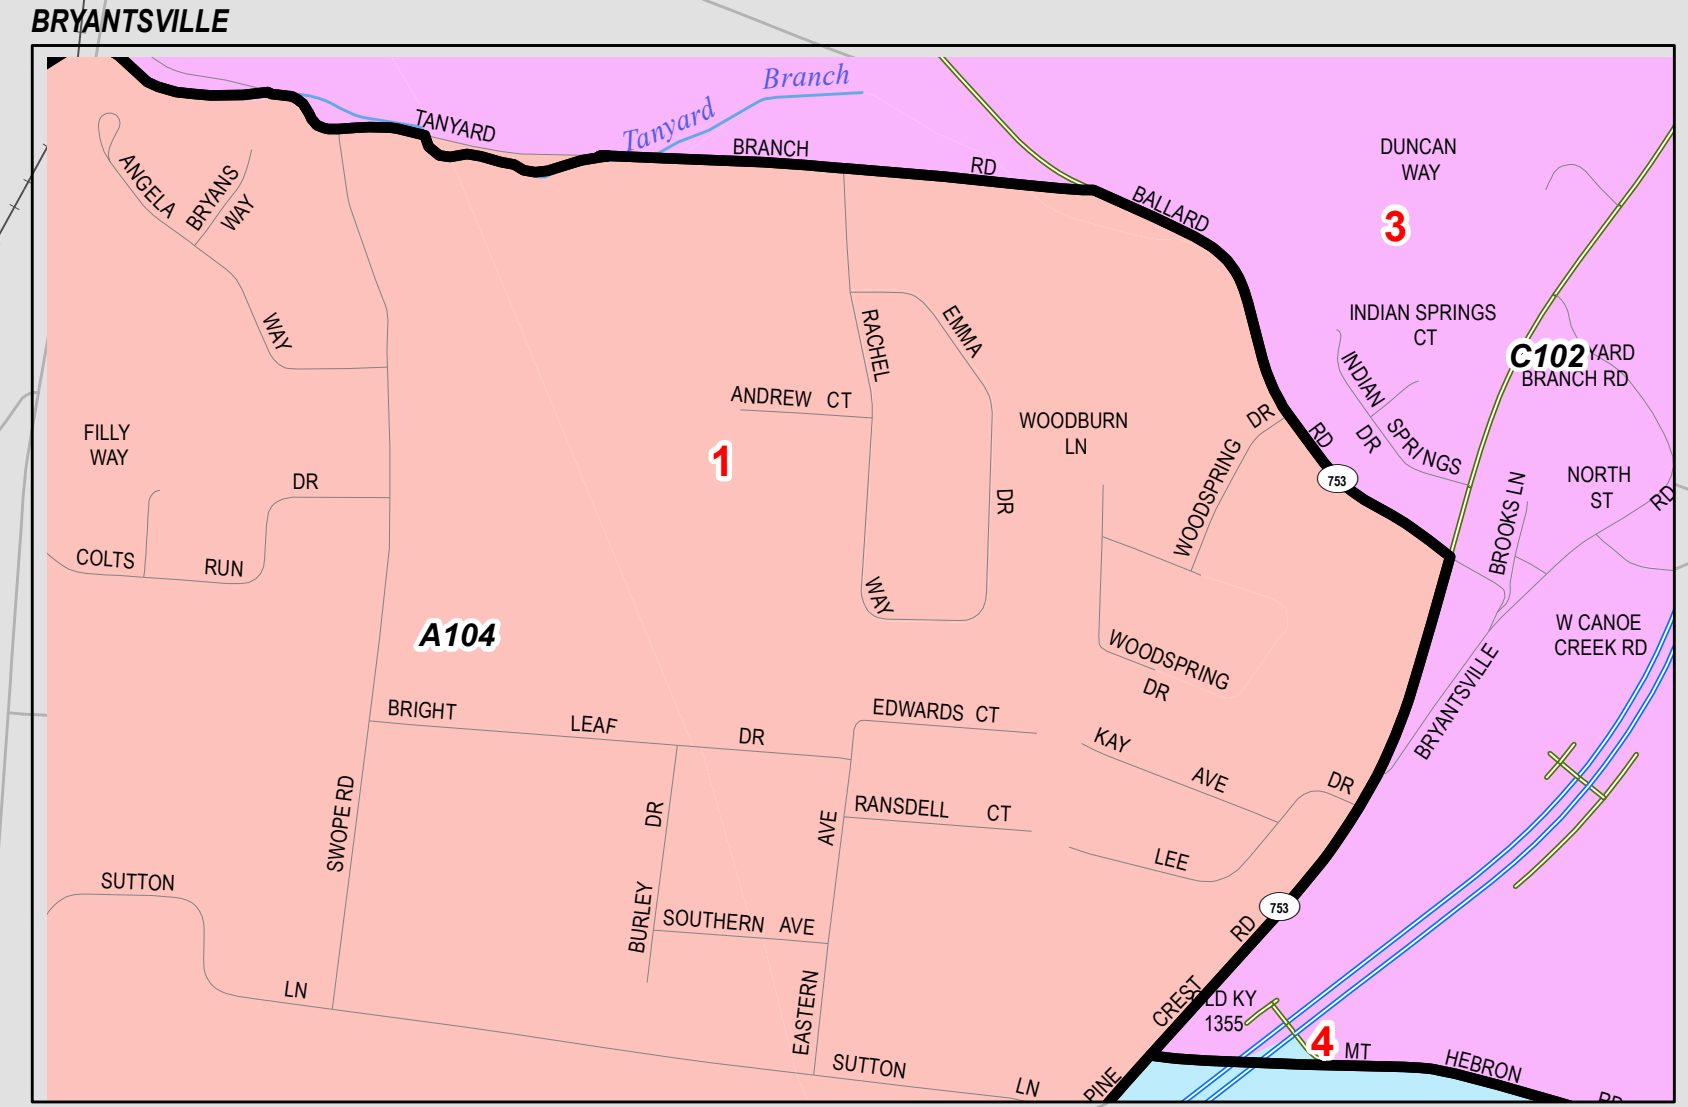 BRYANTSVILLE
Branch
Tanyard
TANYARD
BRANCH
RD
BALLARD
DUNCAN
WAY
3
ANGELA
BRYANS
WAY
WAY
INDIAN SPRINGS
CT
C102
YARD
BRANCH RD
RACHEL
EMMA
INDIAN
DR
SPRINGS
ANDREW CT
WOODBURN
LN
DR
RD
FILLY
WAY
1
WOODSPRING
753
NORTH
ST
RD
DR
DR
BROOKS LN
COLTS
RUN
WAY
A104
W CANOE
CREEK RD
WOODSPRING
DR
BRYANTSVILLE
BRIGHT
LEAF
DR
EDWARDS CT
KAY
AVE
DR
SWOPE RD
DR
AVE
RANSDELL CT
LEE
SUTTON
BURLEY
SOUTHERN AVE
753
RD
LN
EASTERN
CREST
OLD KY
1355
4
MT
HEBRON
SUTTON
LN
PINE
RD